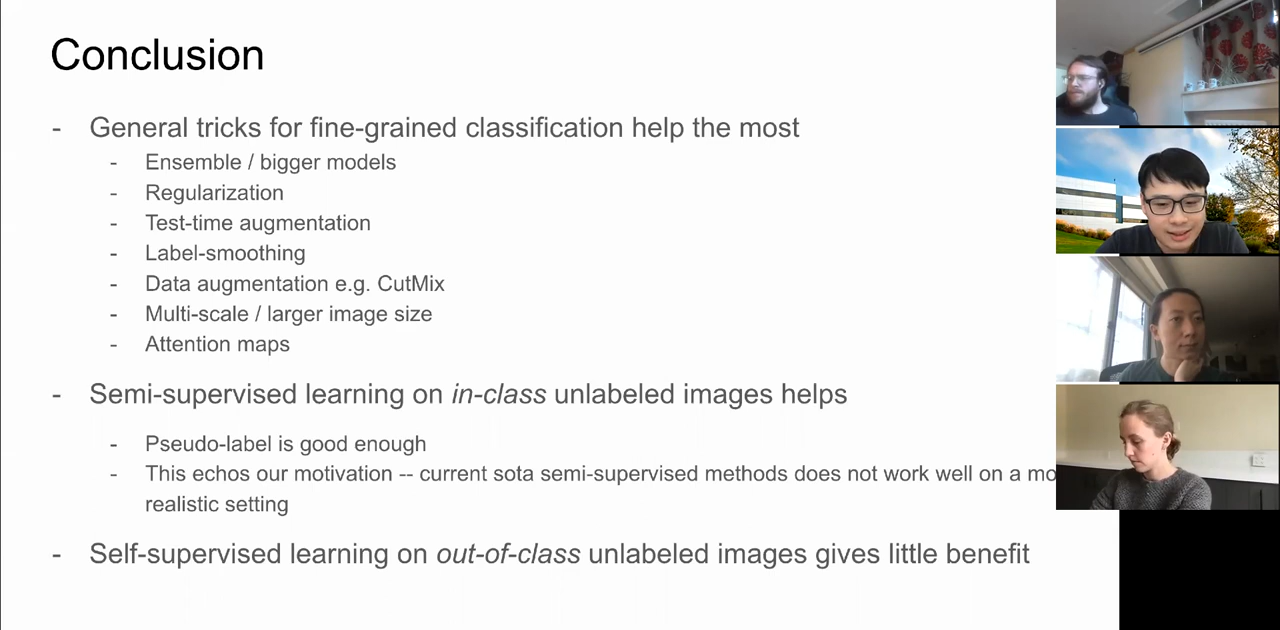 Conclusion
- General tricks for fine-grained classification help the most
- Ensemble / bigger models
- Regularization
- Test-time augmentation
- Label-smoothing
- Data augmentation e.g. CutMix
- Multi-scale / larger image size
- Attention maps
- Semi-supervised learning on in-class unlabeled images helps
- Pseudo-label is good enough
- This echos our motivation -- current sota semi-supervised methods does not work well on a mo
realistic setting
- Self-supervised learning on out-of-class unlabeled images gives little benefit